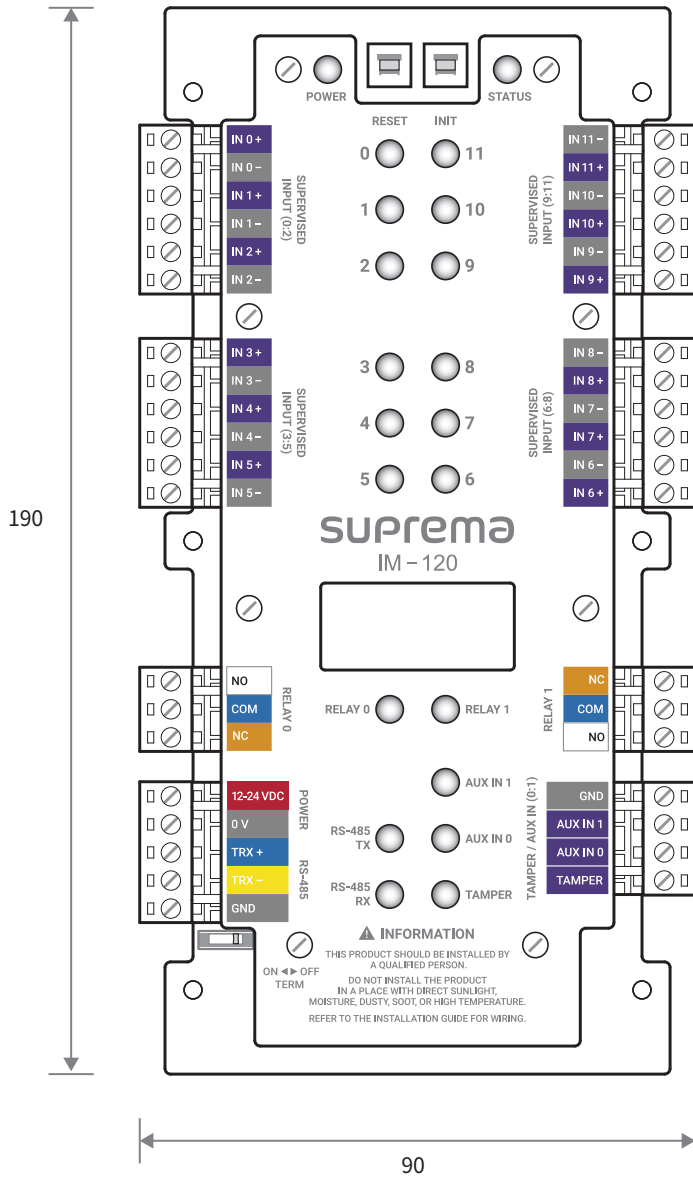 POWER
STATUS
RESET INIT
0 11
1 10
2 9
IN 0 +
IN 0 –
IN 1 +
IN 1 –
IN 2 +
IN 2 –
SUPERVISED
INPUT (0:2)
SUPERVISED
INPUT (9:11)
IN 11 –
IN 11 +
IN 10 –
IN 10 +
IN 9 –
IN 9 +
3 8
4 7
5 6
IN 3 +
IN 3 –
IN 4 +
IN 4 –
IN 5 +
IN 5 –
SUPERVISED
INPUT (3:5)
SUPERVISED
INPUT (6:8)
IN 8 –
IN 8 +
IN 7 –
IN 7 +
IN 6 –
IN 6 +
190
suprema
IM – 120
NO
COM
NC
RELAY 0
RELAY 0
RELAY 1
RELAY 1
NC
COM
NO
12-24 VDC
0 V
TRX +
TRX –
GND
POWER
RS-485
AUX IN 1
RS-485
TX
AUX IN 0
RS-485
RX
TAMPER
TAMPER / AUX IN (0:1)
GND
AUX IN 1
AUX IN 0
TAMPER
ON ◀▶ OFF
TERM
INFORMATION
THIS PRODUCT SHOULD BE INSTALLED BY
A QUALIFIED PERSON.
DO NOT INSTALL THE PRODUCT
IN A PLACE WITH DIRECT SUNLIGHT,
MOISTURE, DUSTY, SOOT, OR HIGH TEMPERATURE.
REFER TO THE INSTALLATION GUIDE FOR WIRING.
90